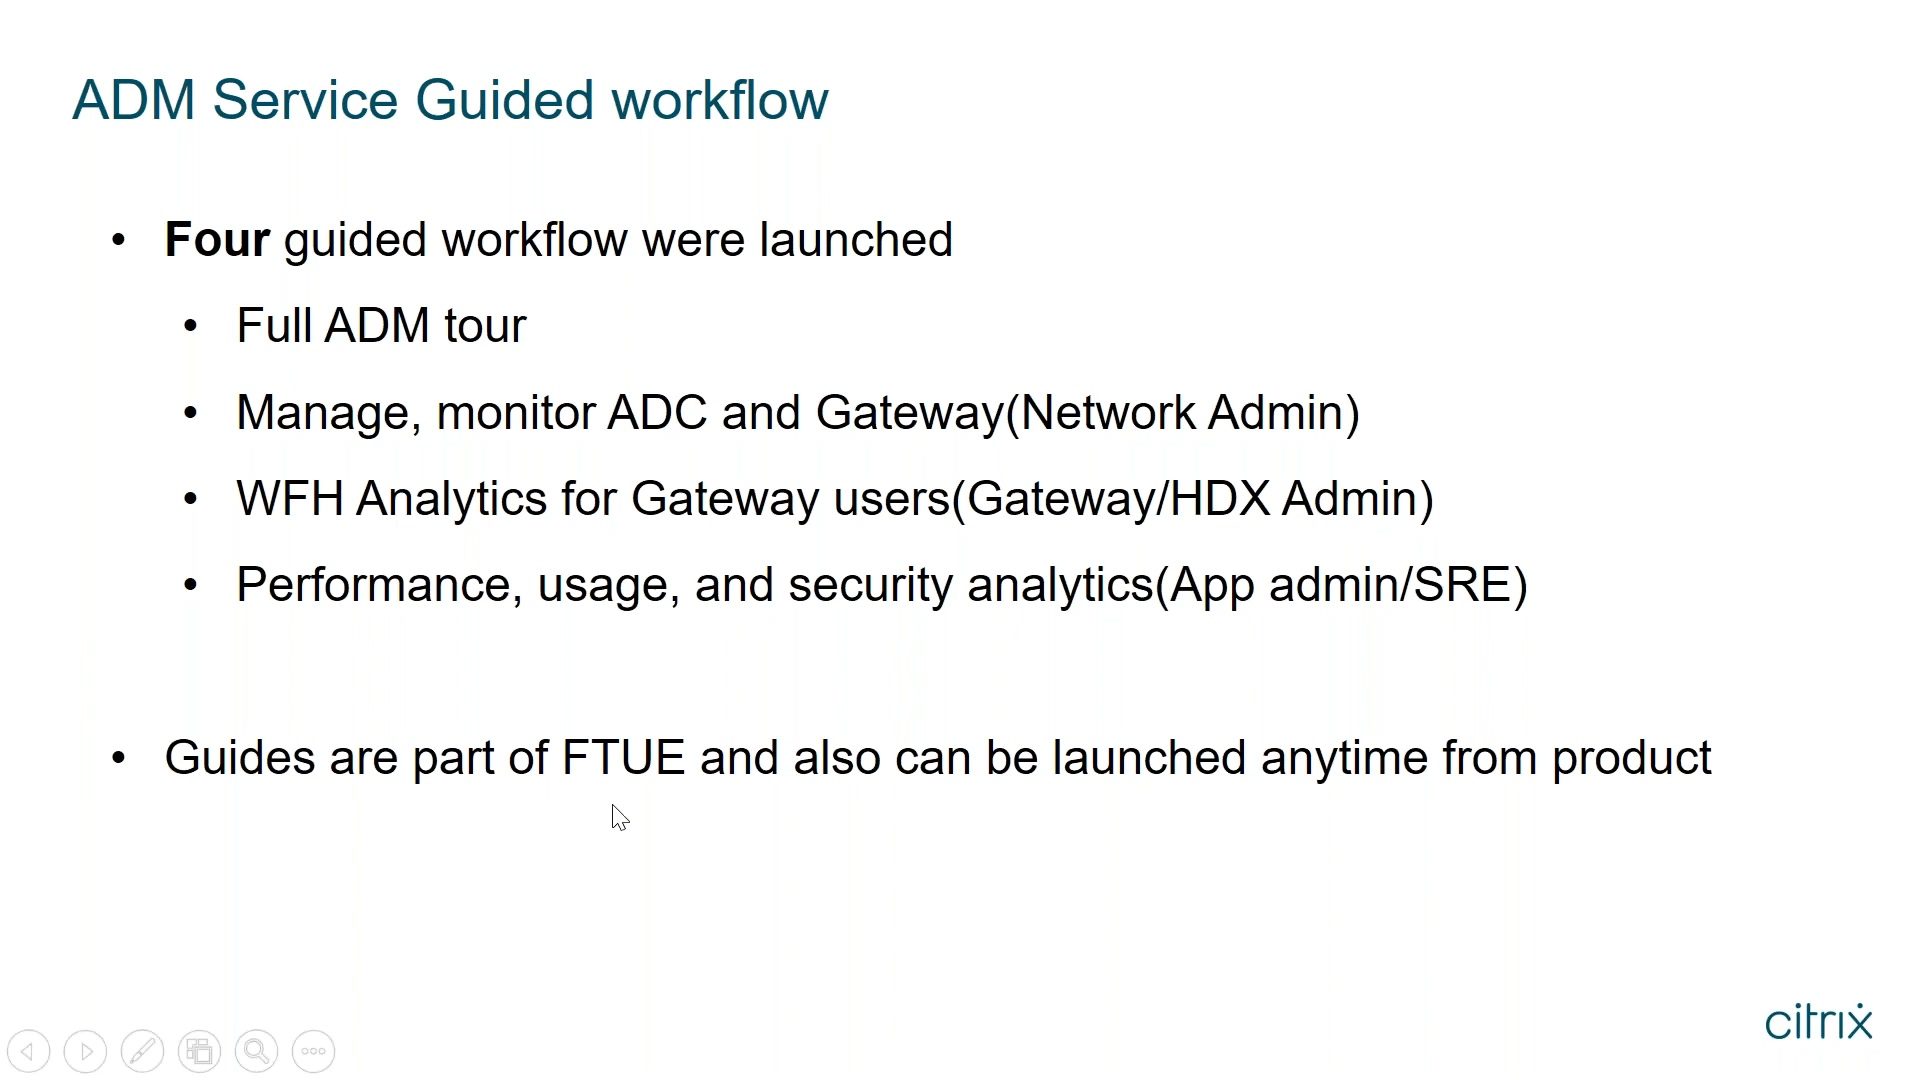 ADM Service Guided workflow
• Four guided workflow were launched
• Full ADM tour
• Manage, monitor ADC and Gateway(Network Admin)
• WFH Analytics for Gateway users(Gateway/HDX Admin)
• Performance, usage, and security analytics(App admin/SRE)
• Guides are part of FTUE and also can be launched anytime from product
citrix